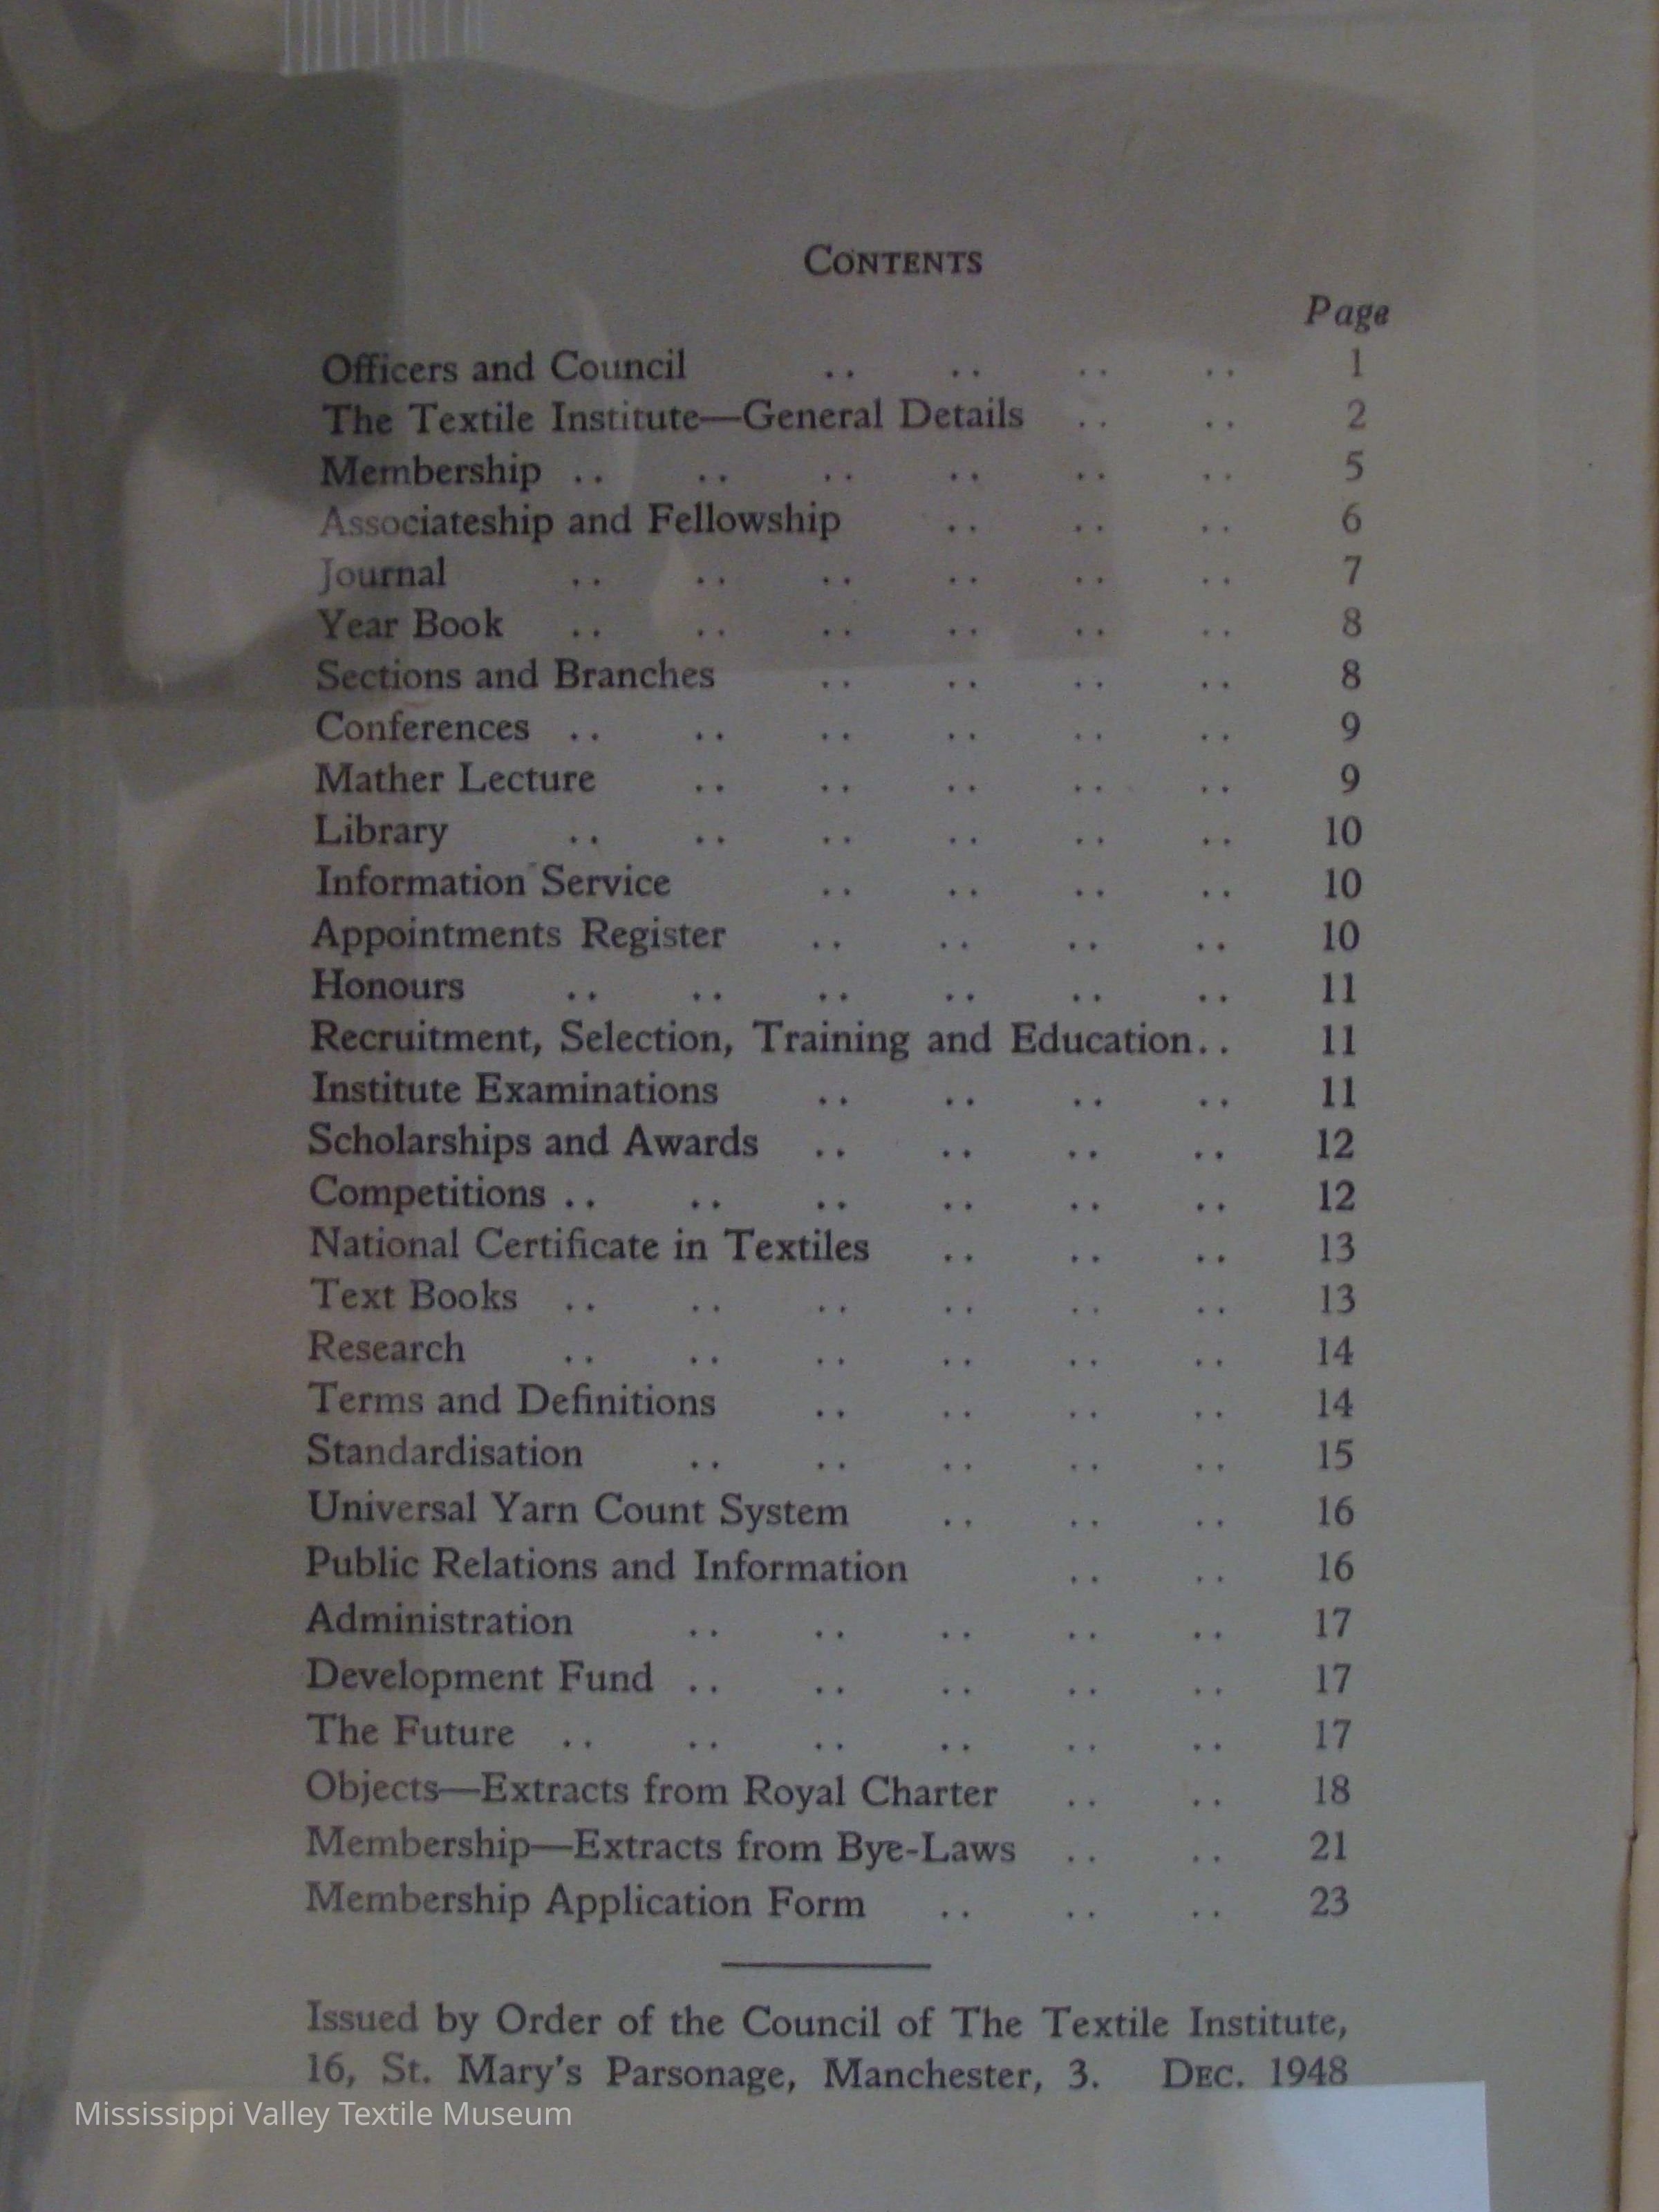 CONTENTS
Page
Officers and Council .. .. .. .. 1
The Textile Institute—General Details .. .. 2
Membership .. .. .. .. .. .. 5
Associateship and Fellowship .. .. .. 6
Journal .. .. .. .. .. .. 7
Year Book .. .. .. .. .. .. 8
Sections and Branches .. .. .. .. 8
Conferences .. .. .. .. .. .. 9
Mather Lecture .. .. .. .. .. 9
Library .. .. .. .. .. .. 10
Information Service .. .. .. .. 10
Appointments Register .. .. .. .. 10
Honours .. .. .. .. .. .. 11
Recruitment, Selection, Training and Education.. 11
Institute Examinations .. .. .. .. 11
Scholarships and Awards .. .. .. .. 12
Competitions .. .. .. .. .. .. 12
National Certificate in Textiles .. .. .. 13
Text Books .. .. .. .. .. .. 13
Research .. .. .. .. .. .. 14
Terms and Definitions .. .. .. .. 14
Standardisation .. .. .. .. .. 15
Universal Yarn Count System .. .. .. 16
Public Relations and Information .. .. 16
Administration .. .. .. .. .. 17
Development Fund .. .. .. .. .. 17
The Future .. .. .. .. .. .. 17
Objects—Extracts from Royal Charter .. .. 18
Membership—Extracts from Bye-Laws .. .. 21
Membership Application Form .. .. .. 23
Issued by Order of the Council of The Textile Institute,
16, St. Mary's Parsonage, Manchester, 3. DEC. 1948
Mississippi Valley Textile Museum